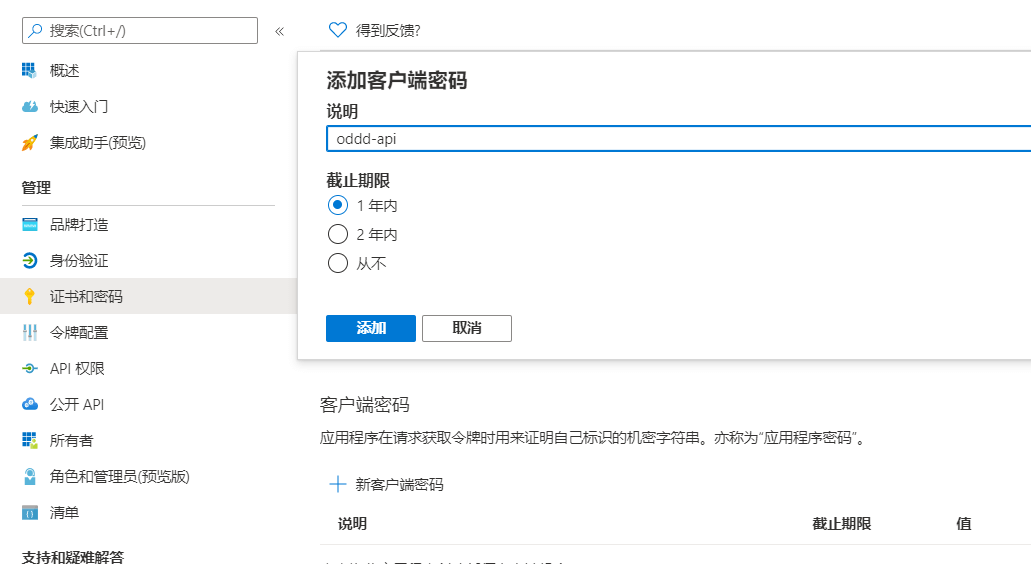 搜索(Ctrl+/)
«
得到反馈?
概述
快速入门
集成助手(预览)
管理
品牌打造
身份验证
证书和密码
令牌配置
API 权限
公开 API
所有者
角色和管理员(预览版)
清单
支持和疑难解答
添加客户端密码
说明
oddd-api
截止期限
1 年内
2 年内
从不
添加
取消
客户端密码
应用程序在请求获取令牌时用来证明自己标识的机密字符串。亦称为“应用程序密码”。
新客户端密码
说明 截止期限 值